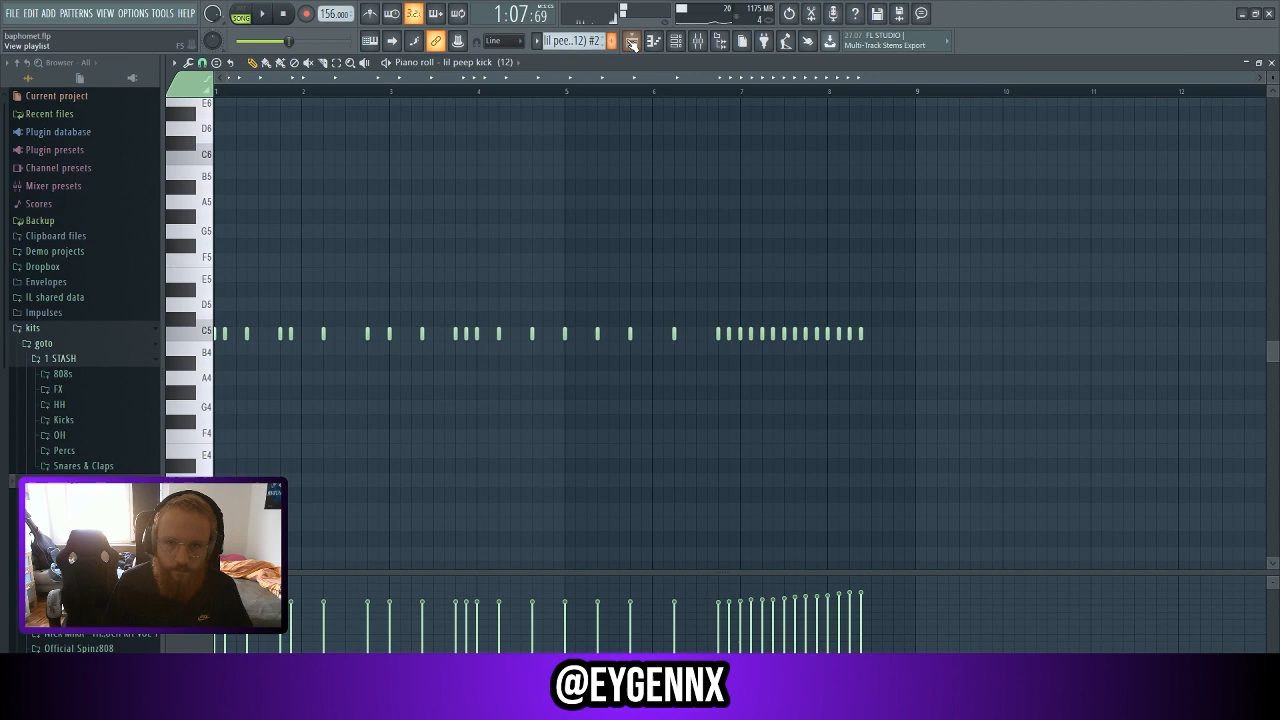 FILE EDIT ADD PATTERNS VIEW OPTIONS TOOLS HELP
baphomet.flp
View playlist
F5
SONG
156.000
1:07:69
M:S:CS
20
1175 MB
4
Line
lil pee..12) #2
27.07 FL STUDIO |
Multi-Track Stems Export
Browser - All
Piano roll - lil peep kick (12)
1 2 3 4 5 6 7 8 9 10 11 12
Current project
Recent files
Plugin database
Plugin presets
Channel presets
Mixer presets
Scores
Backup
Clipboard files
Demo projects
Dropbox
Envelopes
IL shared data
Impulses
kits
goto
1 STASH
808s
FX
HH
Kicks
OH
Percs
Snares & Claps
Official Spinz808
E6
D6
C6
B5
A5
G5
F5
E5
D5
C5
B4
A4
G4
F4
E4
@EYGENNX